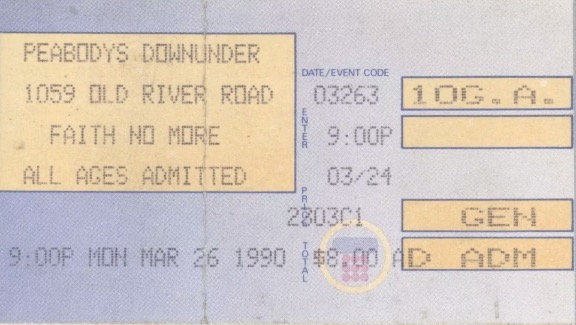 PEABODYS DOWNUNDER
1059 OLD RIVER ROAD
FAITH NO MORE
ALL AGES ADMITTED
9:00P MON MAR 26 1990
DATE/EVENT CODE
03263
ENTER
9:00P
03/24
PRICE
2803C1
TOTAL
$8.00
10G.A.
GEN
AD ADM